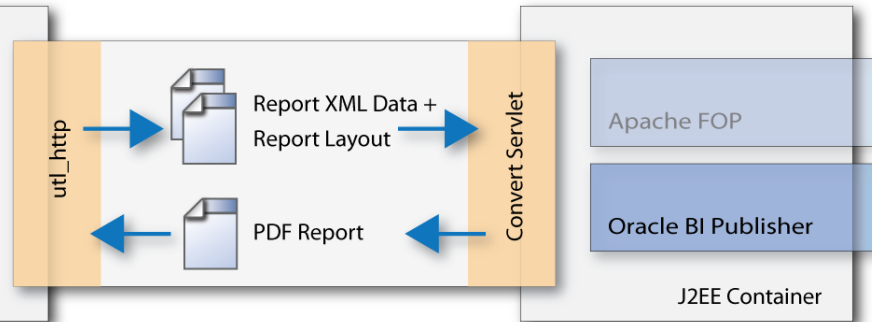 utl_http
Report XML Data +
Report Layout
PDF Report
Convert Servlet
Apache FOP
Oracle BI Publisher
J2EE Container